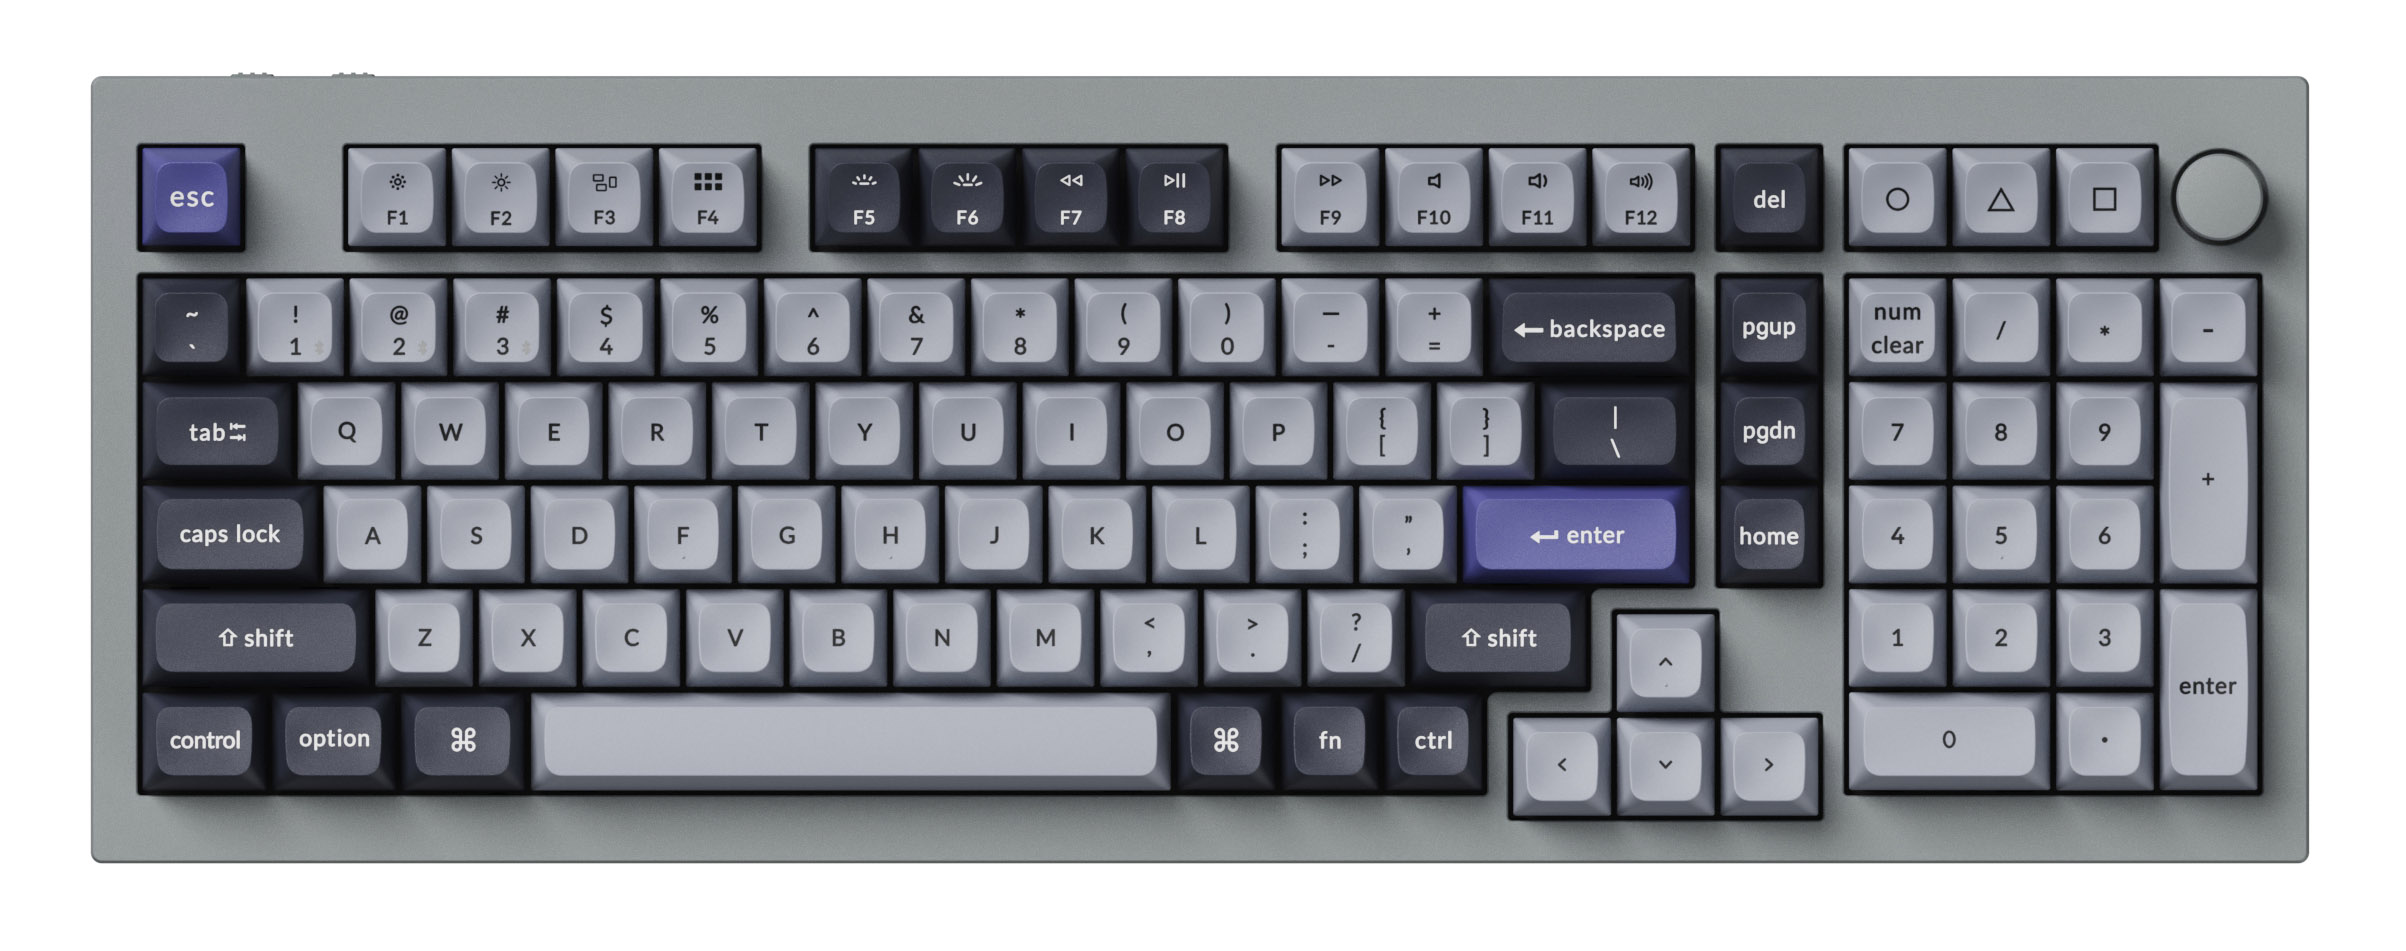 esc
F1 F2 F3 F4 F5 F6 F7 F8 F9 F10 F11 F12 del
~ ! @ # $ % ^ & * ( ) — +
` 1 2 3 4 5 6 7 8 9 0 - = backspace pgup num / * -
clear
tab Q W E R T Y U I O P { } | pgdn 7 8 9 +
[ ] \
caps lock A S D F G H J K L : " enter home 4 5 6
; ,
shift Z X C V B N M < > ? shift ^ 1 2 3 enter
, . /
control option ⌘ ⌘ fn ctrl < ⌄ > 0 .